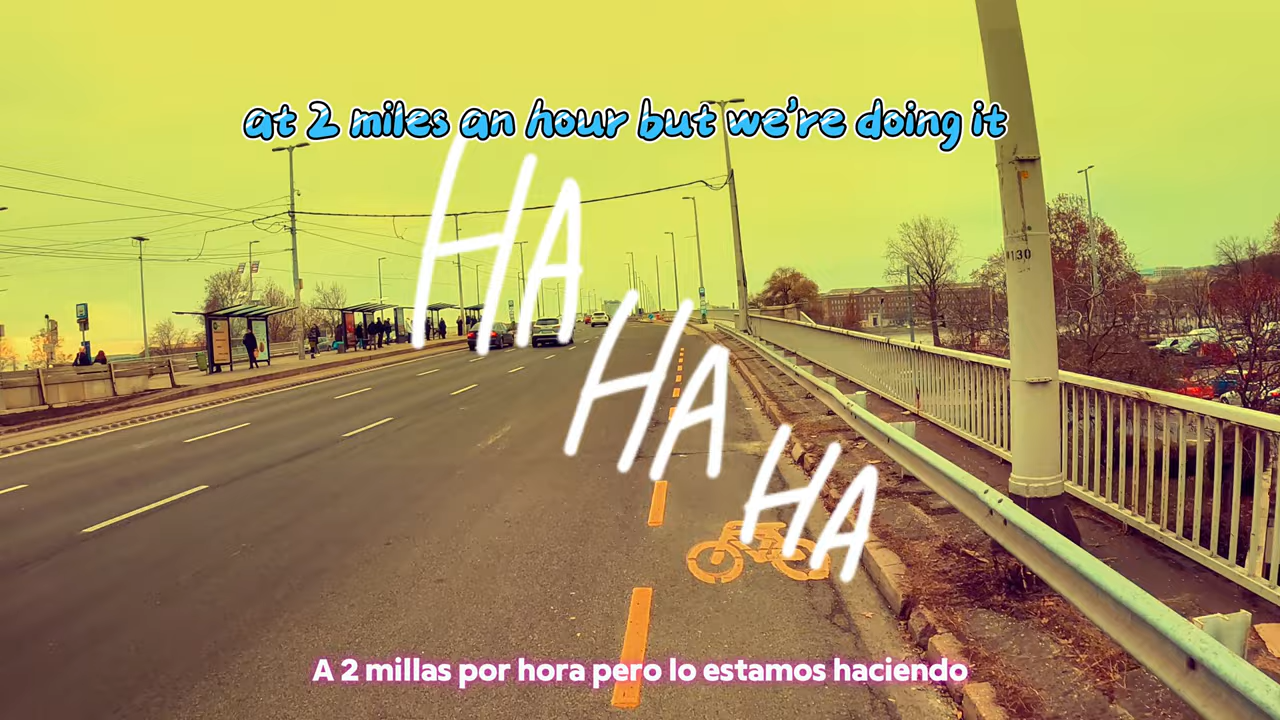 at 2 miles an hour but we're doing it
HA
HA
HA
130
A 2 millas por hora pero lo estamos haciendo